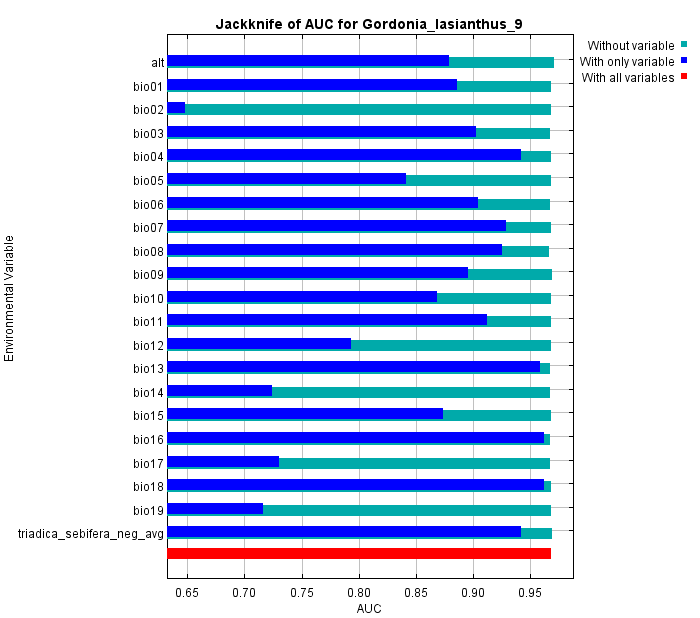 Jackknife of AUC for Gordonia_lasianthus_9
Without variable
With only variable
With all variables
Environmental Variable
alt
bio01
bio02
bio03
bio04
bio05
bio06
bio07
bio08
bio09
bio10
bio11
bio12
bio13
bio14
bio15
bio16
bio17
bio18
bio19
triadica_sebifera_neg_avg
0.65 0.70 0.75 0.80 0.85 0.90 0.95
AUC